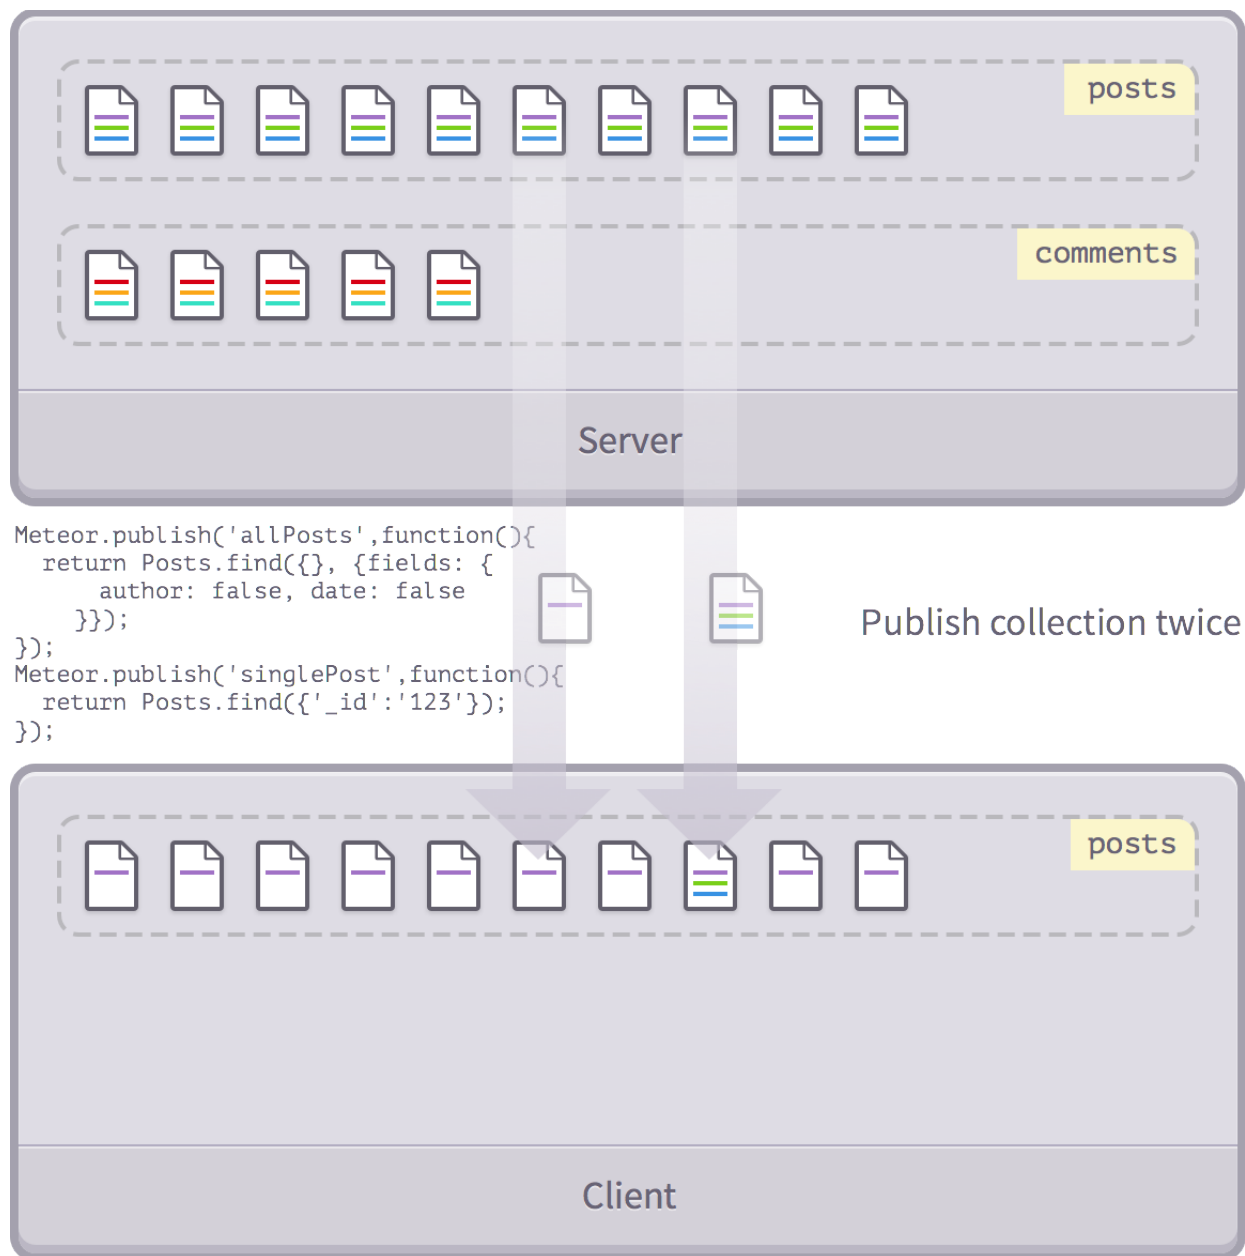 posts
comments
Server
Meteor.publish('allPosts',function(){
  return Posts.find({}, {fields: {
      author: false, date: false
    }});
});
Meteor.publish('singlePost',function(){
  return Posts.find({'_id':'123'});
});
Publish collection twice
posts
Client